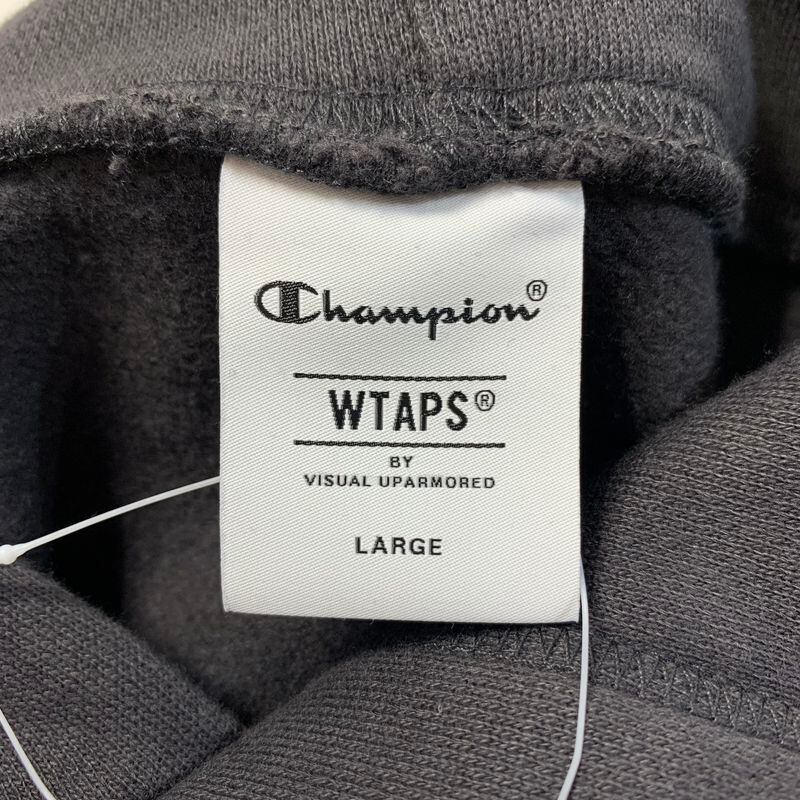 Champion®
WTAPS®
BY
VISUAL UPARMORED
LARGE